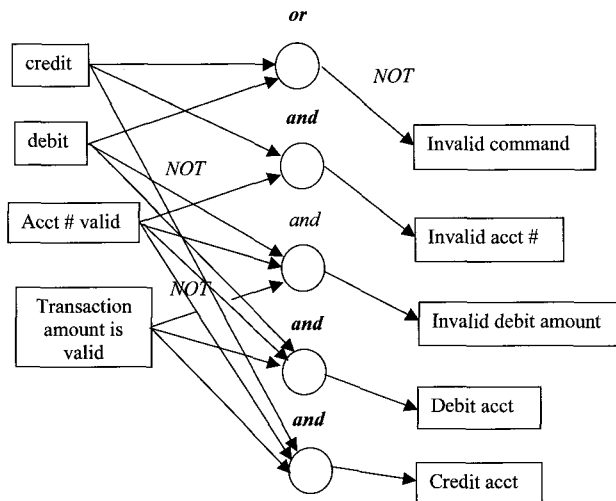 or
credit
NOT
and
debit
Invalid command
NOT
Acct # valid
and
Invalid acct #
NOT
Transaction
amount is
valid
and
Invalid debit amount
Debit acct
and
Credit acct